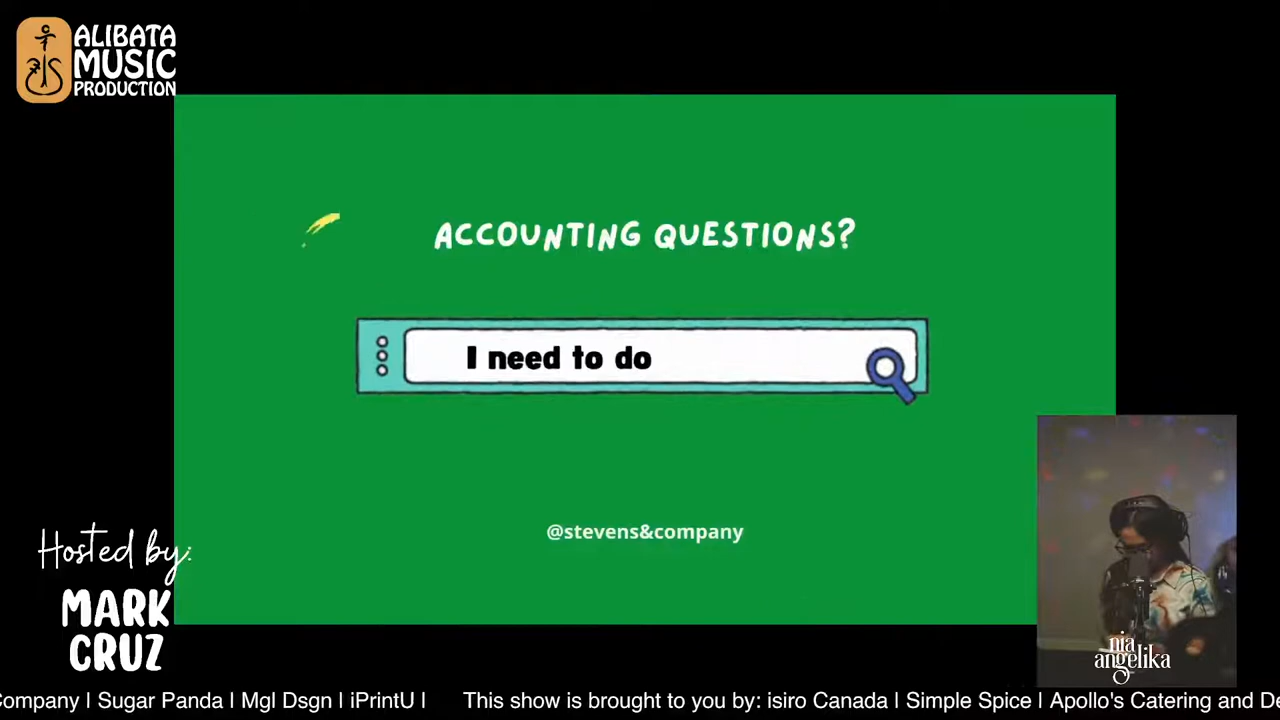 ALIBATA
MUSIC
PRODUCTION
ACCOUNTING QUESTIONS?
I need to do
@stevens&company
Hosted by:
MARK
CRUZ
nia
angelika
Company | Sugar Panda | Mgl Dsgn | iPrintU | This show is brought to you by: isiro Canada | Simple Spice | Apollo's Catering and